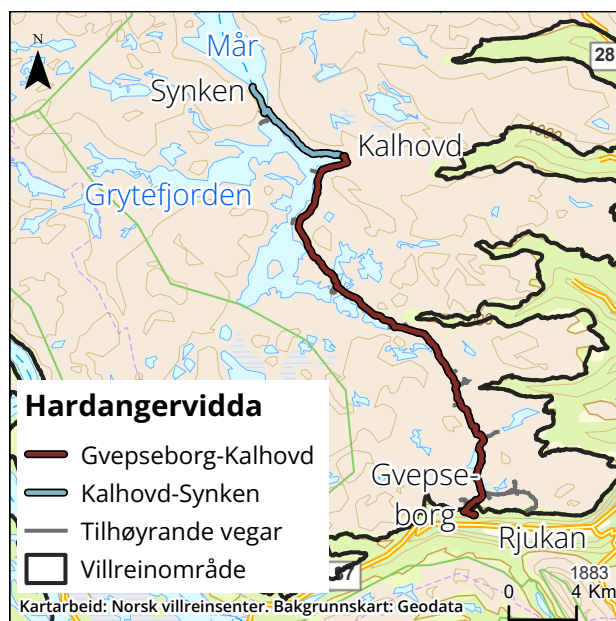 N
Mår
28
Synken
Kalhovd
Grytefjorden
Hardangervidda
Gvepseborg-Kalhovd
Kalhovd-Synken
Tilhøyrande vegar
Villreinområde
Gvepse-
borg
Rjukan
37
1883
0 4 Km
Kartarbeid: Norsk villreinsenter. Bakgrunnskart: Geodata